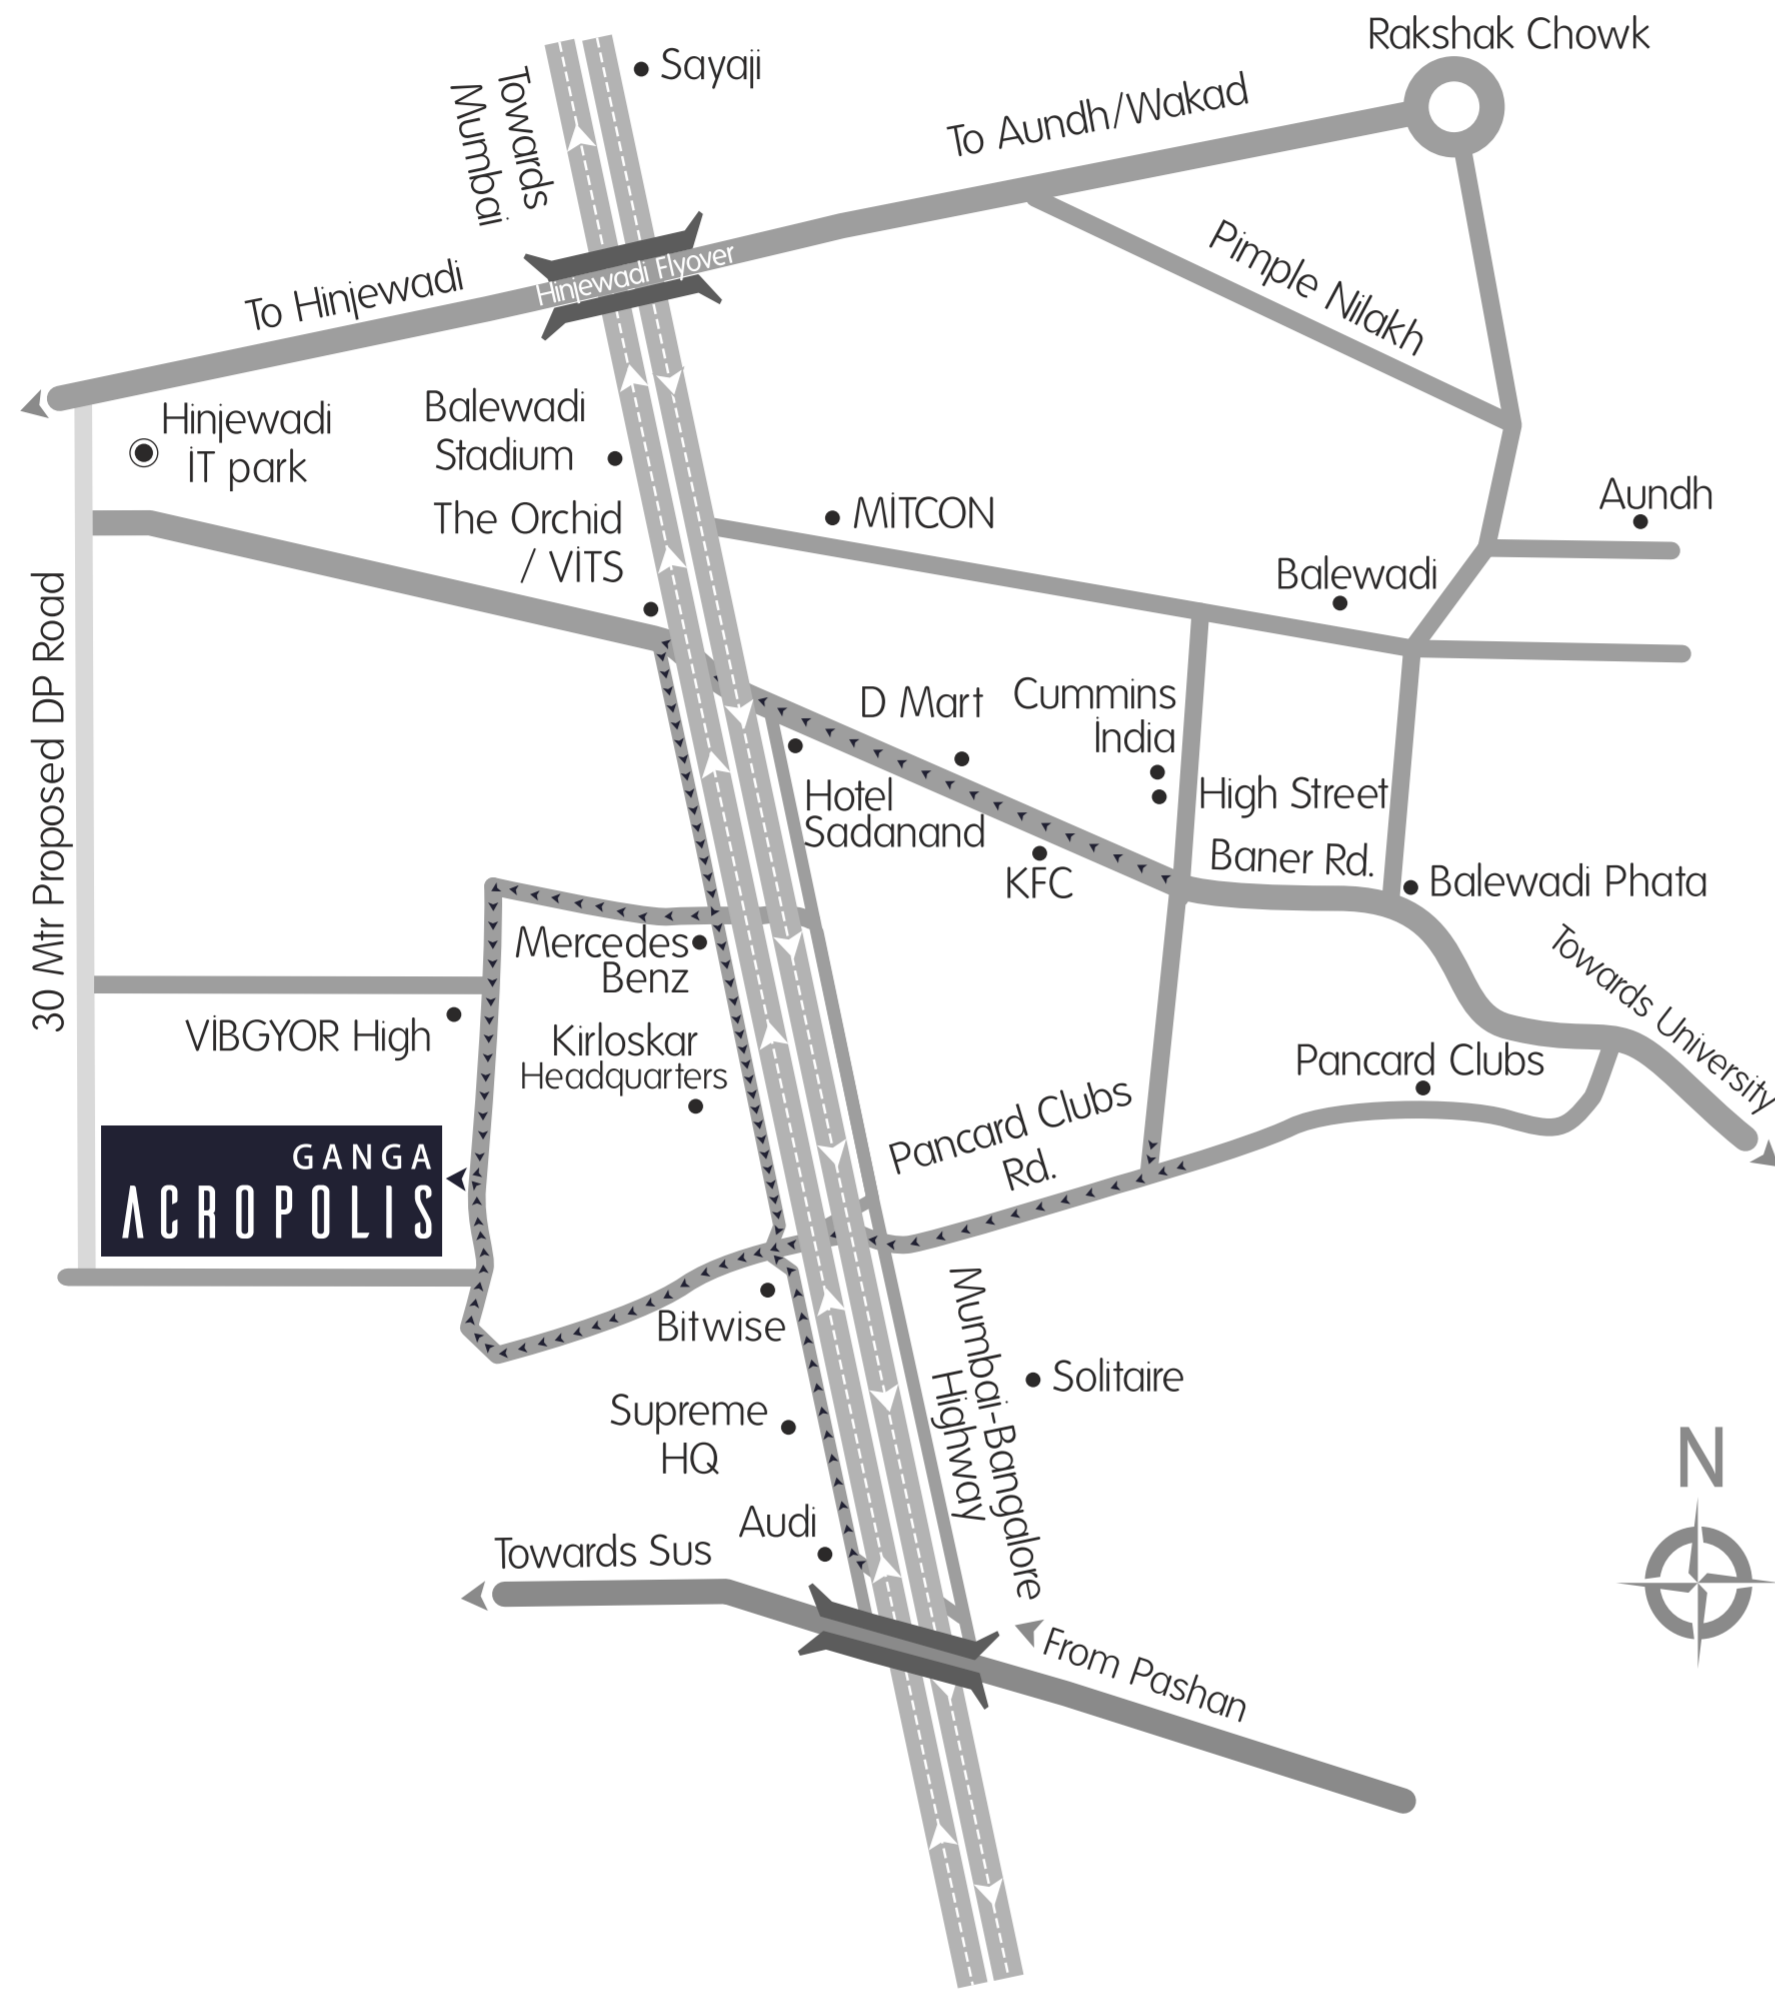 Rakshak Chowk
Sayaji
Towards
Mumbai
To Aundh/Wakad
Pimple Nilakh
Hinjewadi Flyover
To Hinjewadi
Hinjewadi
IT park
Balewadi
Stadium
The Orchid
/ VITS
MITCON
Aundh
Balewadi
30 Mtr Proposed DP Road
D Mart
Cummins
India
High Street
Hotel
Sadanand
KFC
Baner Rd.
Balewadi Phata
Towards University
Mercedes
Benz
VIBGYOR High
Kirloskar
Headquarters
Pancard Clubs
Pancard Clubs
Rd.
GANGA
ACROPOLIS
Bitwise
Mumbai-Bangalore
Highway
Solitaire
Supreme
HQ
Audi
Towards Sus
From Pashan
N